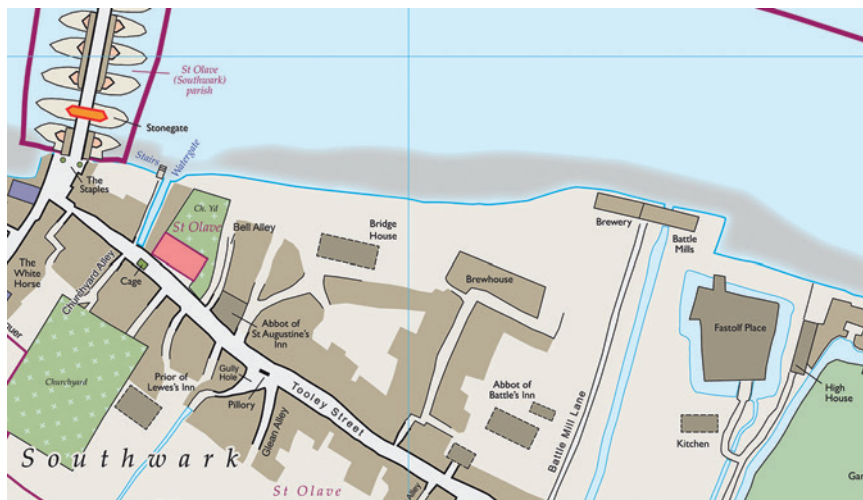 St Olave
(Southwark)
parish
Stonegate
Stairs
Watergate
The
Staples
Ch. Yd
St Olave
Bell Alley
Bridge
House
Brewery
Battle
Mills
The
White
Horse
Churchyard Alley
Cage
Brewhouse
Fastolf Place
Abbot of
St Augustine's
Inn
Churchyard
Prior of
Lewes's Inn
Gully
Hole
Pillory
Tooley Street
Glean Alley
Abbot of
Battle's Inn
Battle Mill Lane
High
House
Kitchen
Southwark
St Olave
Alley